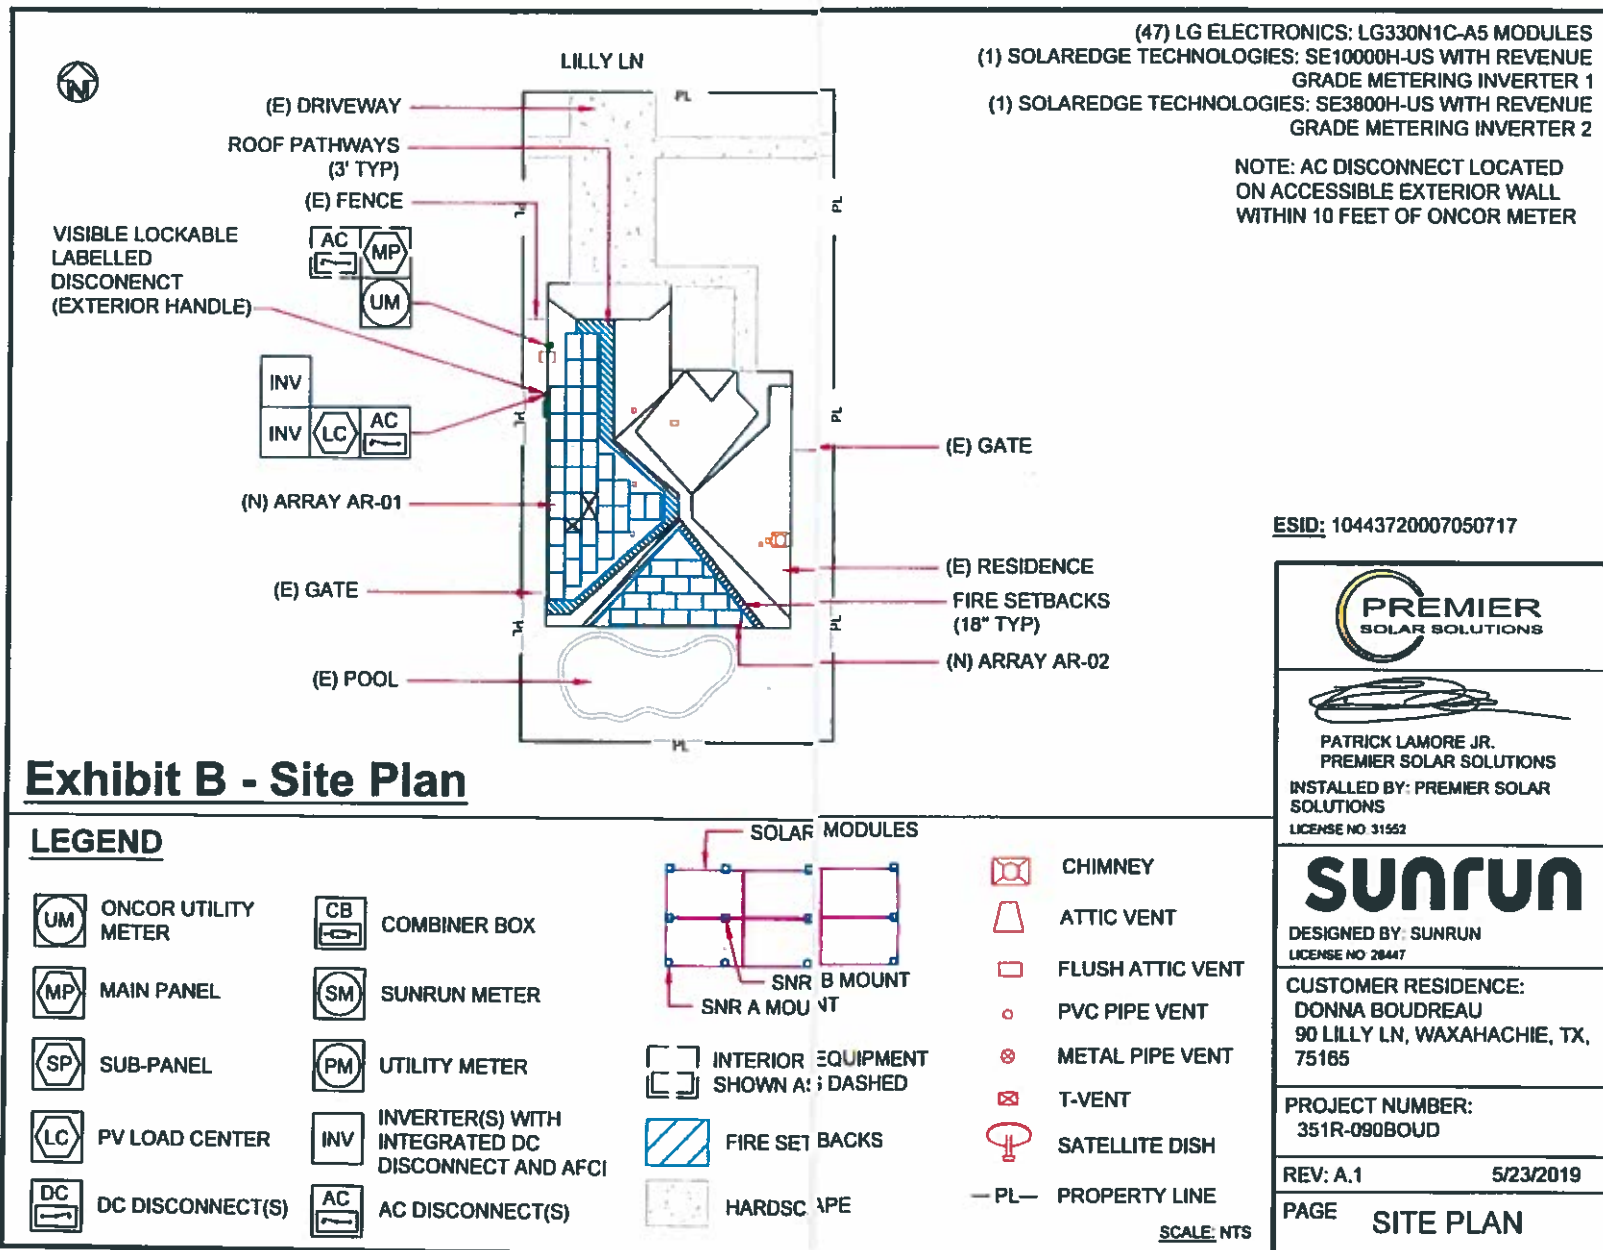 (47) LG ELECTRONICS: LG330N1C-A5 MODULES
(1) SOLAREDGE TECHNOLOGIES: SE10000H-US WITH REVENUE
GRADE METERING INVERTER 1
(1) SOLAREDGE TECHNOLOGIES: SE3800H-US WITH REVENUE
GRADE METERING INVERTER 2
NOTE: AC DISCONNECT LOCATED
ON ACCESSIBLE EXTERIOR WALL
WITHIN 10 FEET OF ONCOR METER
N
LILLY LN
PL
(E) DRIVEWAY
ROOF PATHWAYS
(3' TYP)
(E) FENCE
PL
PL
VISIBLE LOCKABLE
LABELLED
DISCONENCT
(EXTERIOR HANDLE)
AC
MP
UM
INV
INV
LC
AC
PL
PL
(E) GATE
(N) ARRAY AR-01
(E) GATE
(E) RESIDENCE
FIRE SETBACKS
(18" TYP)
PL
PL
(N) ARRAY AR-02
(E) POOL
PL
ESID: 10443720007050717
Exhibit B - Site Plan
PREMIER
SOLAR SOLUTIONS
PATRICK LAMORE JR.
PREMIER SOLAR SOLUTIONS
INSTALLED BY: PREMIER SOLAR
SOLUTIONS
LICENSE NO 31552
sunrun
DESIGNED BY: SUNRUN
LICENSE NO 28447
CUSTOMER RESIDENCE:
DONNA BOUDREAU
90 LILLY LN, WAXAHACHIE, TX,
75165
PROJECT NUMBER:
351R-090BOUD
REV: A.1 5/23/2019
PAGE SITE PLAN
LEGEND
UM ONCOR UTILITY
METER
MP MAIN PANEL
SP SUB-PANEL
LC PV LOAD CENTER
DC DC DISCONNECT(S)
CB COMBINER BOX
SM SUNRUN METER
PM UTILITY METER
INV INVERTER(S) WITH
INTEGRATED DC
DISCONNECT AND AFCI
AC AC DISCONNECT(S)
SOLAR MODULES
SNR B MOUNT
SNR A MOUNT
INTERIOR EQUIPMENT
SHOWN AS DASHED
FIRE SETBACKS
HARDSCAPE
CHIMNEY
ATTIC VENT
FLUSH ATTIC VENT
PVC PIPE VENT
METAL PIPE VENT
T-VENT
SATELLITE DISH
PL PROPERTY LINE
SCALE: NTS